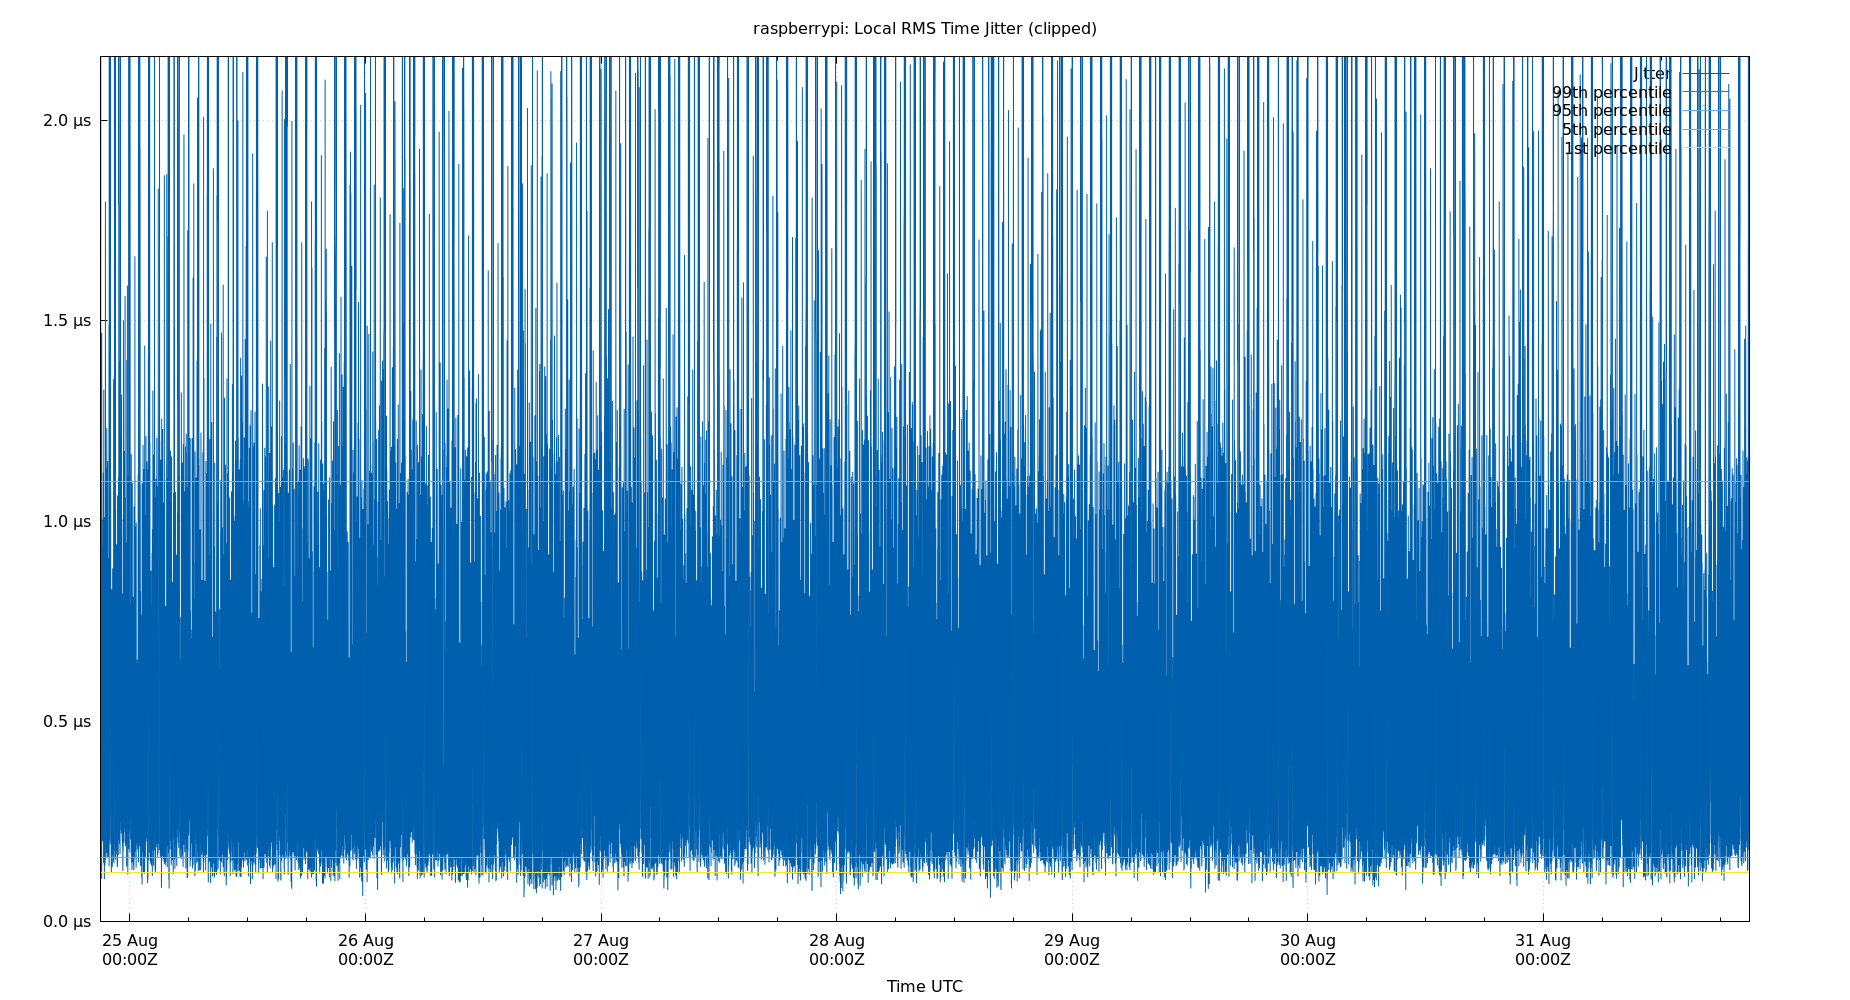 raspberrypi: Local RMS Time Jitter (clipped)
Jitter
99th percentile
95th percentile
5th percentile
1st percentile
2.0 µs
1.5 µs
1.0 µs
0.5 µs
0.0 µs
25 Aug 26 Aug 27 Aug 28 Aug 29 Aug 30 Aug 31 Aug
00:00Z 00:00Z 00:00Z 00:00Z 00:00Z 00:00Z 00:00Z
Time UTC